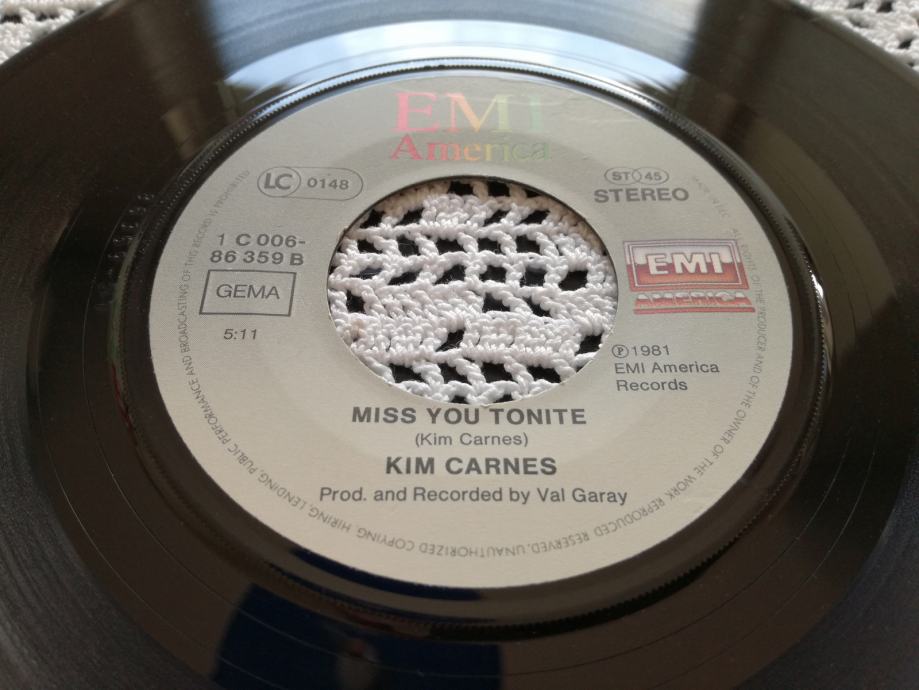 EMI
America
LC 0148
ST 45
STEREO
1 C 006-
86 359 B
GEMA
5:11
EMI
AMERICA
Ⓟ1981
EMI America
Records
MISS YOU TONITE
(Kim Carnes)
KIM CARNES
Prod. and Recorded by Val Garay
ALL RIGHTS OF THE PRODUCER AND OF THE OWNER OF THE WORK REPRODUCED RESERVED. UNAUTHORIZED COPYING, HIRING, LENDING, PUBLIC PERFORMANCE AND BROADCASTING OF THIS RECORD IS PROHIBITED